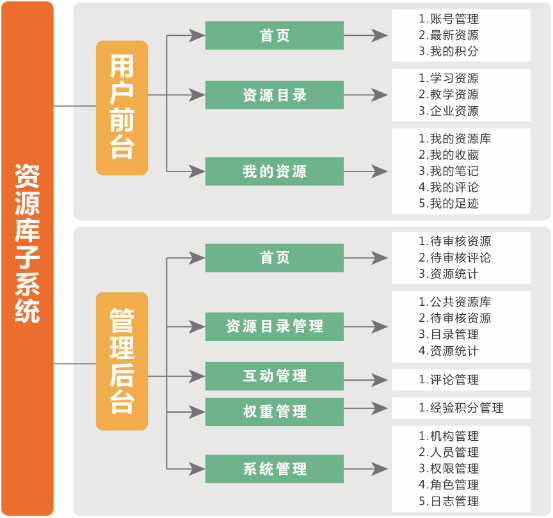 资源库子系统
用户前台
首页
1.账号管理
2.最新资源
3.我的积分
资源目录
1.学习资源
2.教学资源
3.企业资源
我的资源
1.我的资源库
2.我的收藏
3.我的笔记
4.我的评论
5.我的足迹
管理后台
首页
1.待审核资源
2.待审核评论
3.资源统计
资源目录管理
1.公共资源库
2.待审核资源
3.目录管理
4.资源统计
互动管理
1.评论管理
权重管理
1.经验积分管理
系统管理
1.机构管理
2.人员管理
3.权限管理
4.角色管理
5.日志管理